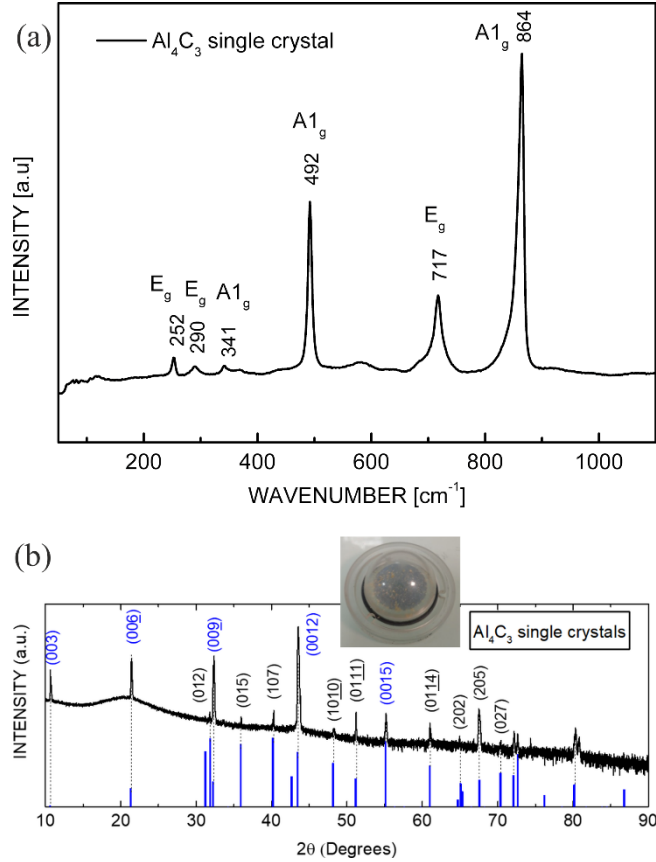 (a)
Al₄C₃ single crystal
A1g 864
A1g
492
Eg
717
Eg
252
Eg
290
A1g
341
INTENSITY [a.u]
200 400 600 800 1000
WAVENUMBER [cm⁻¹]
(b)
Al₄C₃ single crystals
INTENSITY (a.u.)
(003)
(006)
(009)
(012)
(015)
(107)
(0012)
(1010)
(0111)
(0015)
(0114)
(202)
(205)
(027)
10 20 30 40 50 60 70 80 90
2θ (Degrees)